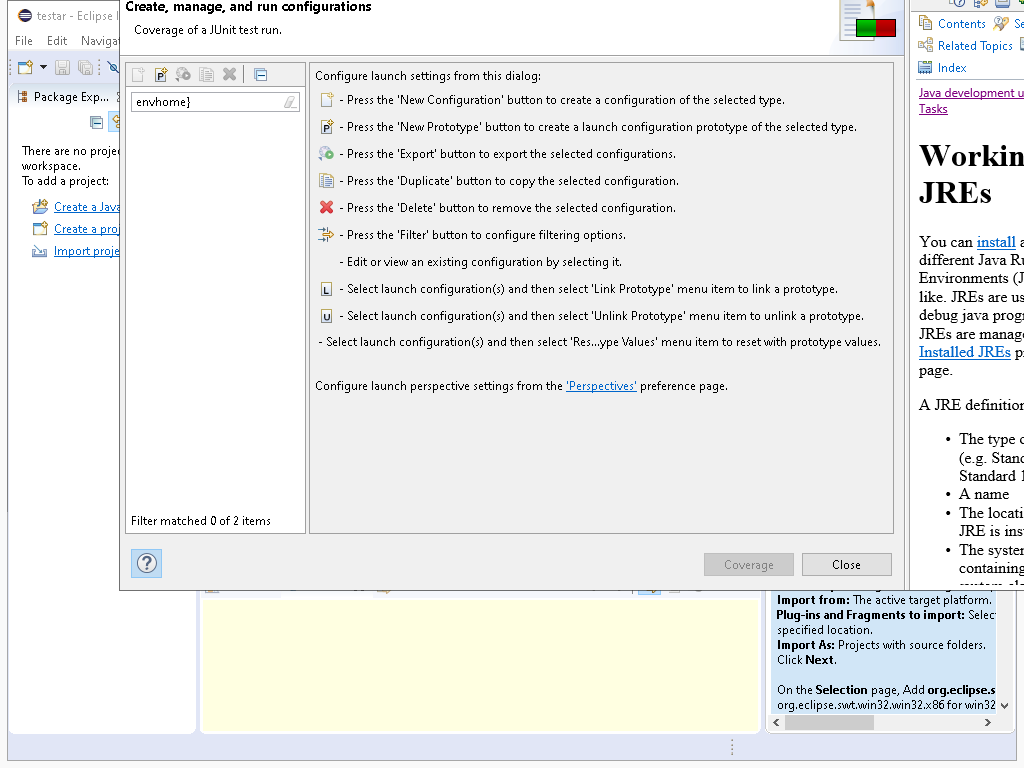 testar - Eclipse I
File Edit Naviga
Package Exp...
There are no proje
workspace.
To add a project:
Create a Java
Create a proj
Import proje
Create, manage, and run configurations
Coverage of a JUnit test run.
envhome}
Filter matched 0 of 2 items
Configure launch settings from this dialog:
- Press the 'New Configuration' button to create a configuration of the selected type.
- Press the 'New Prototype' button to create a launch configuration prototype of the selected type.
- Press the 'Export' button to export the selected configurations.
- Press the 'Duplicate' button to copy the selected configuration.
- Press the 'Delete' button to remove the selected configuration.
- Press the 'Filter' button to configure filtering options.
- Edit or view an existing configuration by selecting it.
L - Select launch configuration(s) and then select 'Link Prototype' menu item to link a prototype.
U - Select launch configuration(s) and then select 'Unlink Prototype' menu item to unlink a prototype.
- Select launch configuration(s) and then select 'Res...ype Values' menu item to reset with prototype values.
Configure launch perspective settings from the 'Perspectives' preference page.
Coverage Close
Contents Se
Related Topics
Index
Java development u
Tasks
Workin
JREs
You can install a
different Java Ru
Environments (J
like. JREs are us
debug java progr
JREs are manage
Installed JREs p
page.
A JRE definition
• The type o
(e.g. Stand
Standard 1
• A name
• The locati
JRE is inst
• The system
containing
Import from: The active target platform.
Plug-ins and Fragments to import: Selec
specified location.
Import As: Projects with source folders.
Click Next.
On the Selection page, Add org.eclipse.s
org.eclipse.swt.win32.win32.x86 for win32